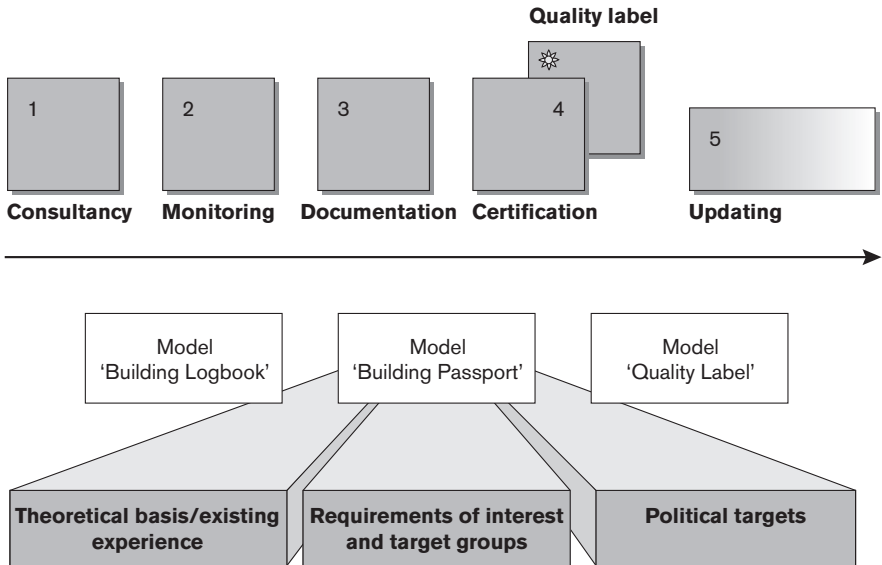 Quality label
1
2
3
4
5
Consultancy
Monitoring
Documentation
Certification
Updating
Model
'Building Logbook'
Model
'Building Passport'
Model
'Quality Label'
Theoretical basis/existing
experience
Requirements of interest
and target groups
Political targets